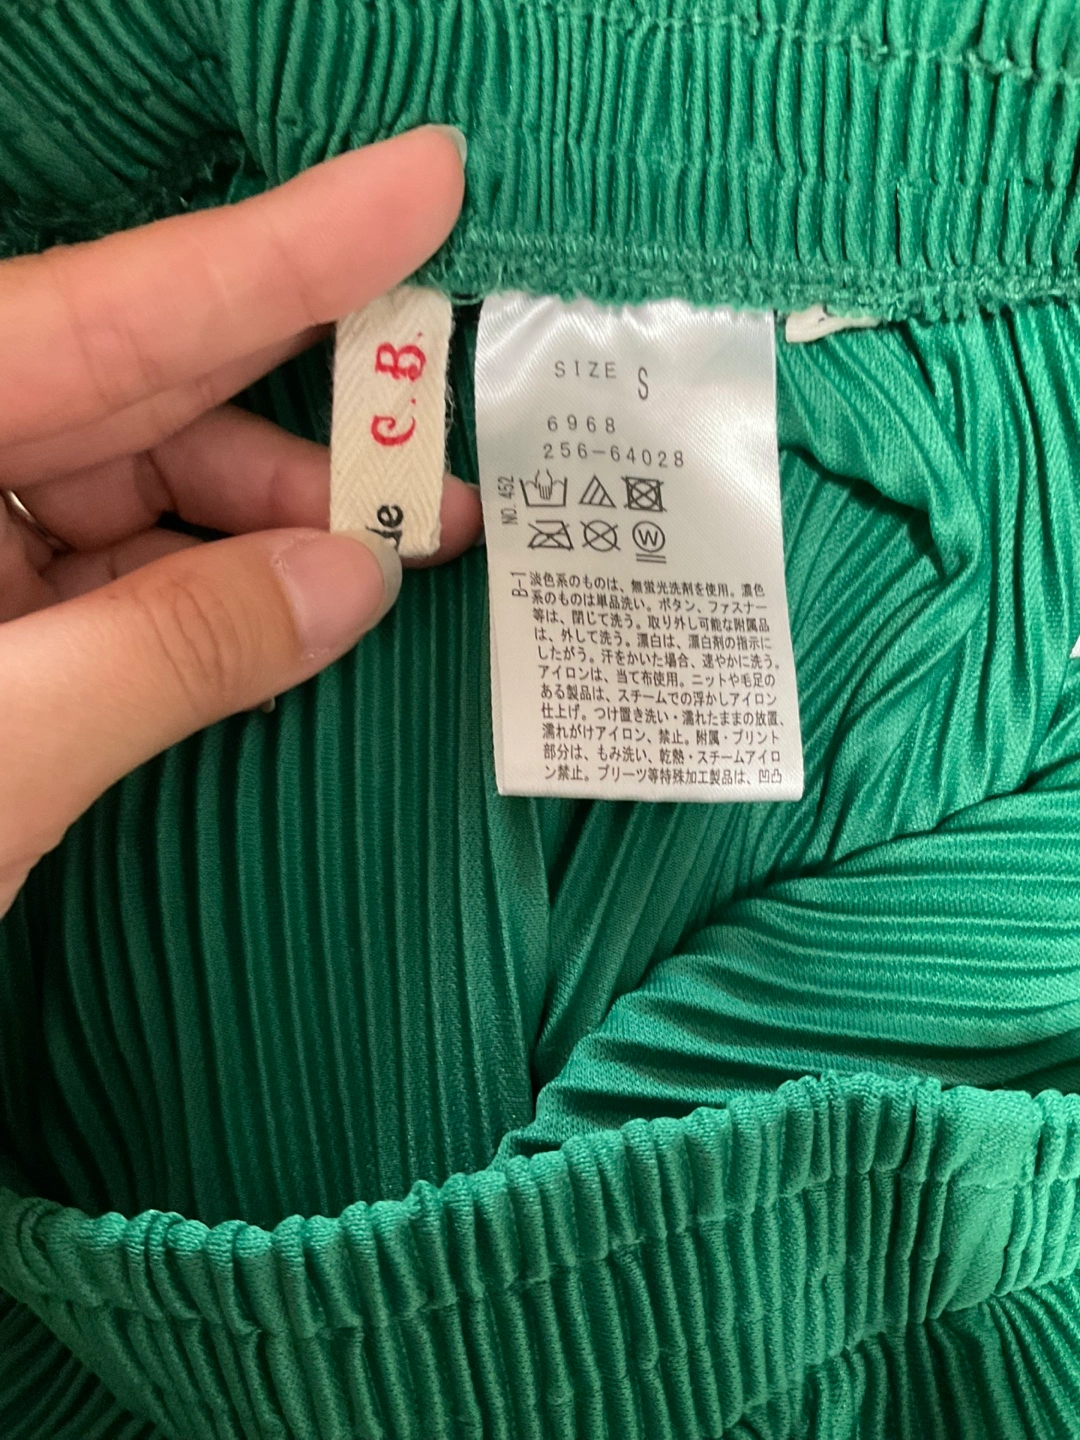 C. B.
de
SIZE S
6968
256-64028
NO. 452
W
B-1
淡色系のものは、無蛍光洗剤を使用。濃色
系のものは単品洗い。ボタン、ファスナー
等は、閉じて洗う。取り外し可能な附属品
は、外して洗う。漂白は、漂白剤の指示に
したがう。汗をかいた場合、速やかに洗う。
アイロンは、当て布使用。ニットや毛足の
ある製品は、スチームでの浮かしアイロン
仕上げ。つけ置き洗い・濡れたままの放置、
濡れがけアイロン、禁止。附属・プリント
部分は、もみ洗い、乾熱・スチームアイロ
ン禁止。プリーツ等特殊加工製品は、凹凸